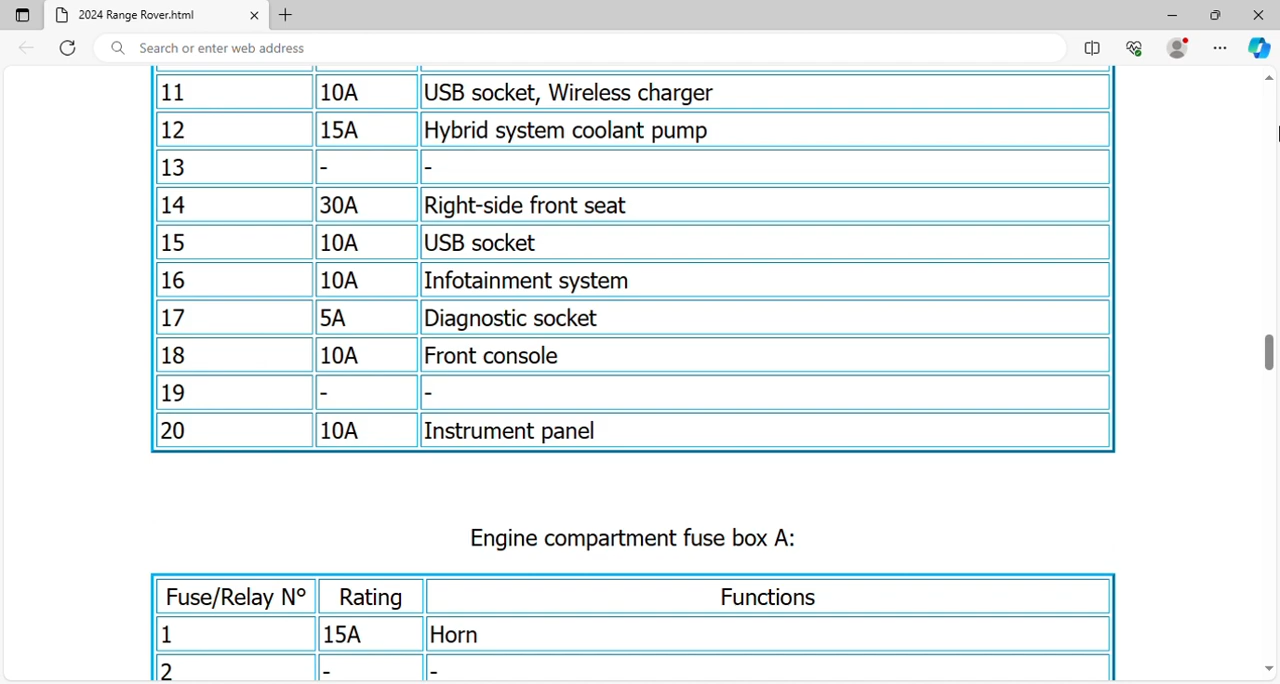 2024 Range Rover.html
Search or enter web address
11 10A USB socket, Wireless charger
12 15A Hybrid system coolant pump
13 - -
14 30A Right-side front seat
15 10A USB socket
16 10A Infotainment system
17 5A Diagnostic socket
18 10A Front console
19 - -
20 10A Instrument panel
Engine compartment fuse box A:
Fuse/Relay N° Rating Functions
1 15A Horn
2 - -